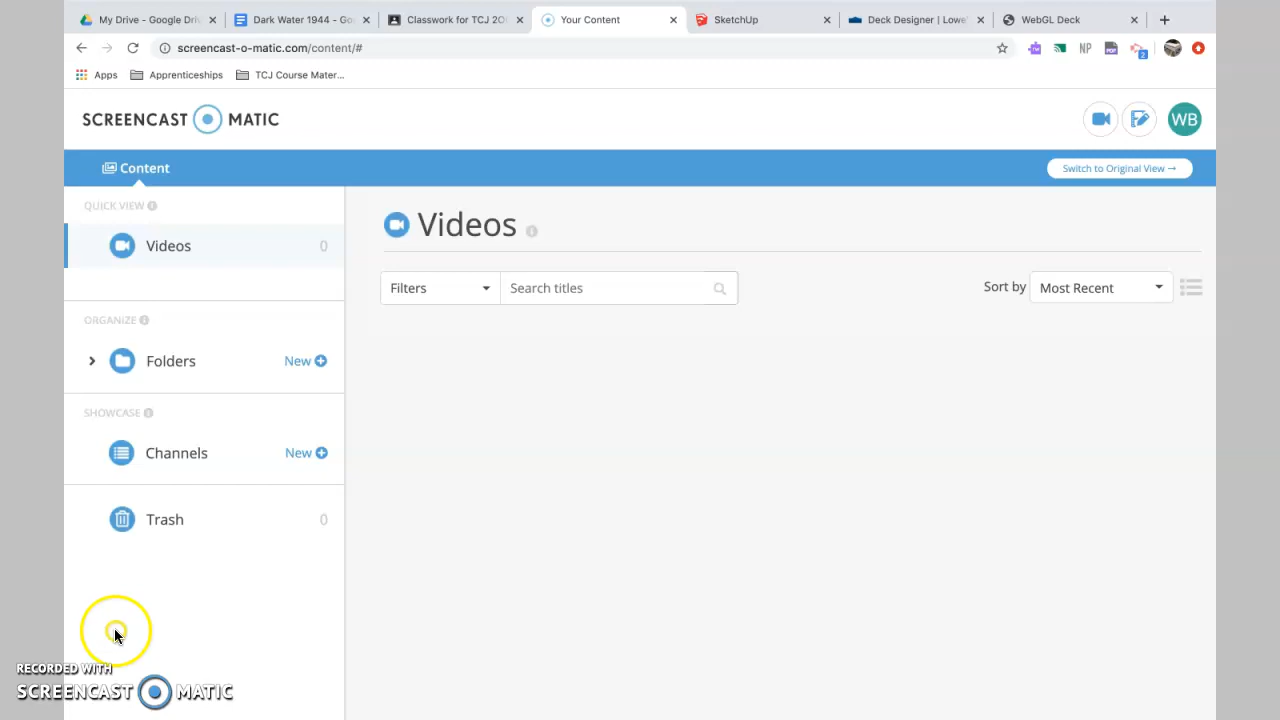 My Drive - Google Dri
Dark Water 1944 - Go
Classwork for TCJ 2O
Your Content
SketchUp
Deck Designer | Lowe'
WebGL Deck
screencast-o-matic.com/content/#
NP
PDF
2
Apps
Apprenticeships
TCJ Course Mater...
SCREENCAST MATIC
WB
Content
Switch to Original View →
QUICK VIEW
Videos 0
ORGANIZE
Folders New
SHOWCASE
Channels New
Trash 0
Videos
Filters
Search titles
Sort by
Most Recent
RECORDED WITH
SCREENCAST MATIC